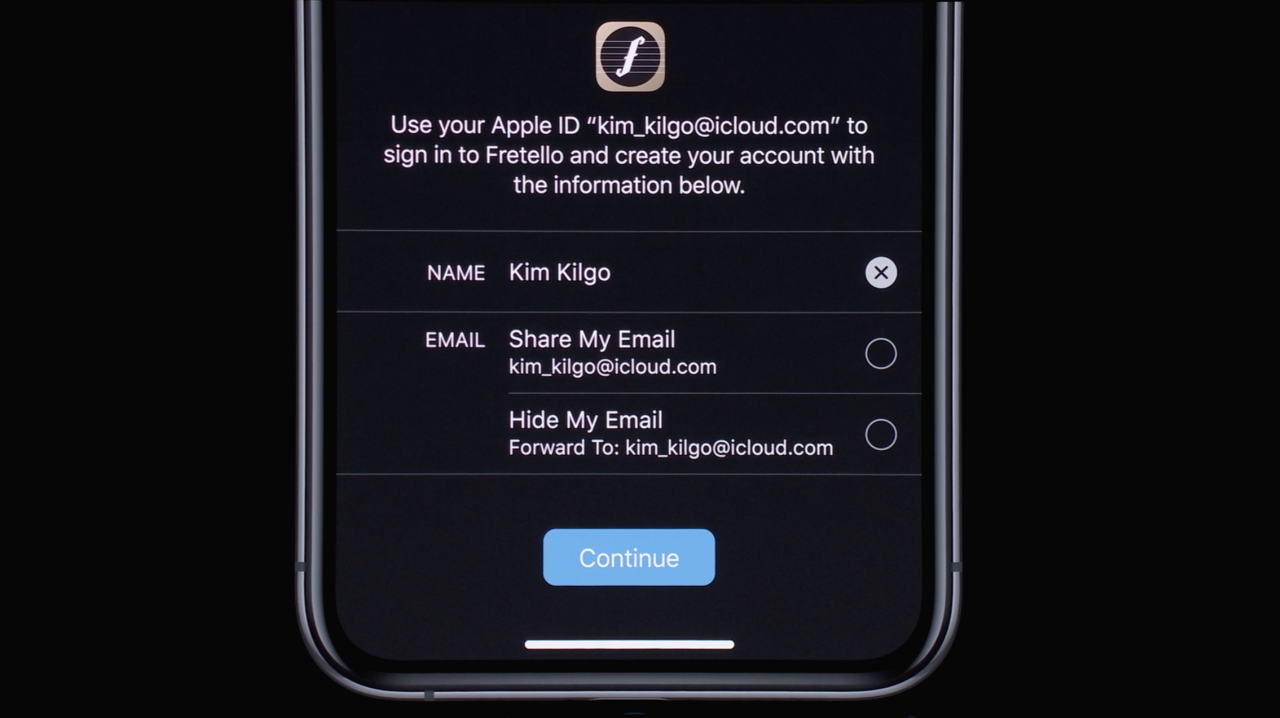 Use your Apple ID “kim_kilgo@icloud.com” to
sign in to Fretello and create your account with
the information below.
NAME Kim Kilgo
EMAIL Share My Email
kim_kilgo@icloud.com
Hide My Email
Forward To: kim_kilgo@icloud.com
Continue